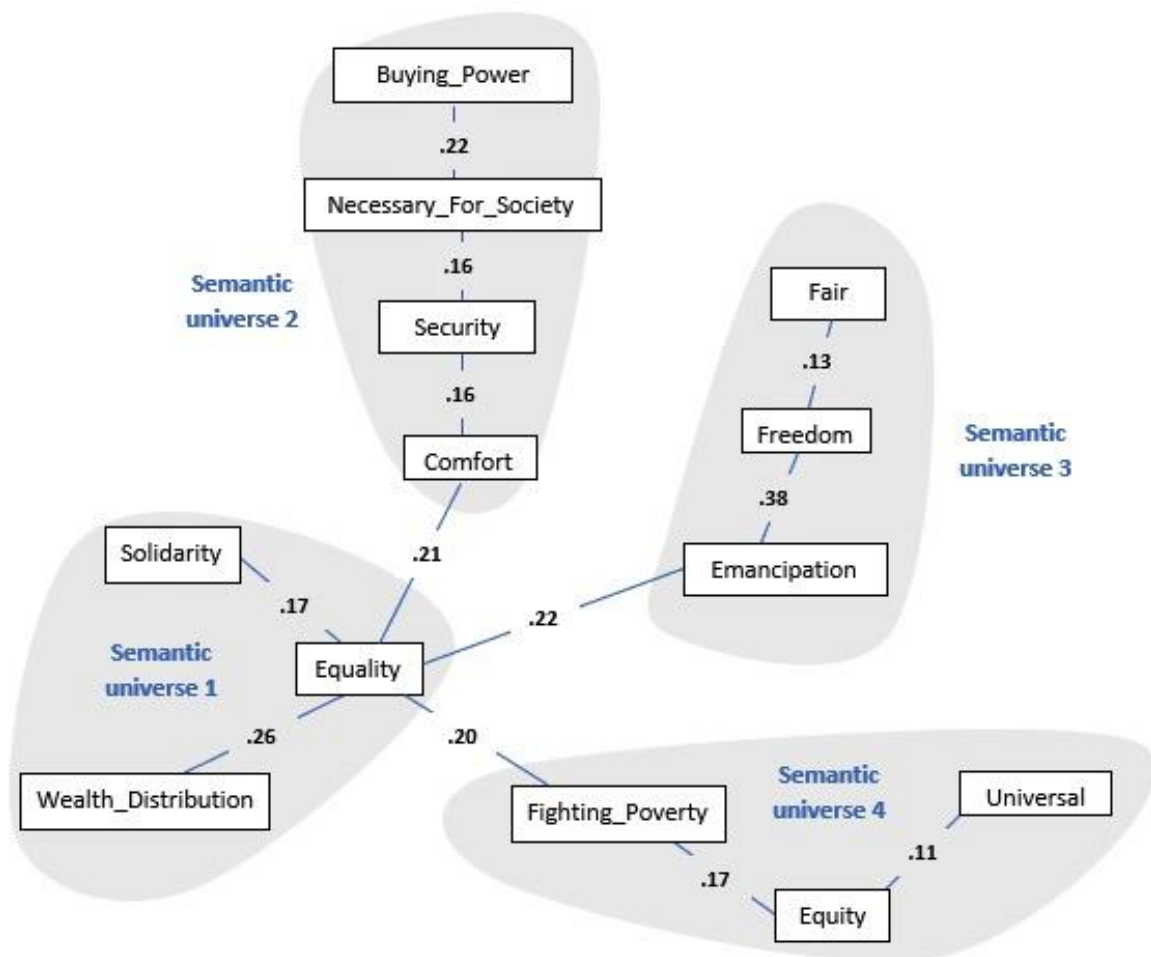 Buying_Power
.22
Necessary_For_Society
.16
Semantic
universe 2
Security
.16
Comfort
Fair
.13
Freedom
Semantic
universe 3
.38
Emancipation
.21
.22
Solidarity
.17
Semantic
universe 1
Equality
.26
.20
Wealth_Distribution
Fighting_Poverty
Semantic
universe 4
Universal
.11
.17
Equity